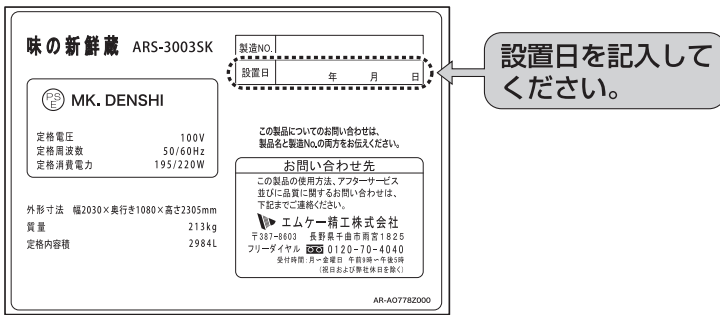 味の新鮮蔵 ARS-3003SK
製造NO.
設置日 年 月 日
設置日を記入して
ください。
PS
E
MK. DENSHI
定格電圧 100V
定格周波数 50/60Hz
定格消費電力 195/220W
この製品についてのお問い合わせは、
製品名と製造No.の両方をお伝えください。
お問い合わせ先
この製品の使用方法、アフターサービス
並びに品質に関するお問い合わせは、
下記までご連絡ください。
エムケー精工株式会社
〒387-8603 長野県千曲市雨宮1825
フリーダイヤル 0120-70-4040
受付時間:月〜金曜日 午前9時〜午後5時
(祝日および弊社休日を除く)
外形寸法 幅2030×奥行き1080×高さ2305mm
質量 213kg
定格内容積 2984L
AR-AO778Z000